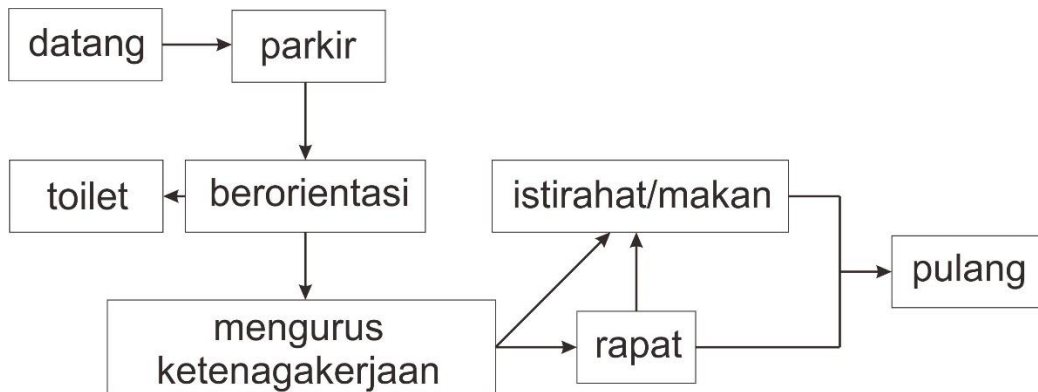 datang
parkir
toilet
berorientasi
istirahat/makan
pulang
mengurus
ketenagakerjaan
rapat